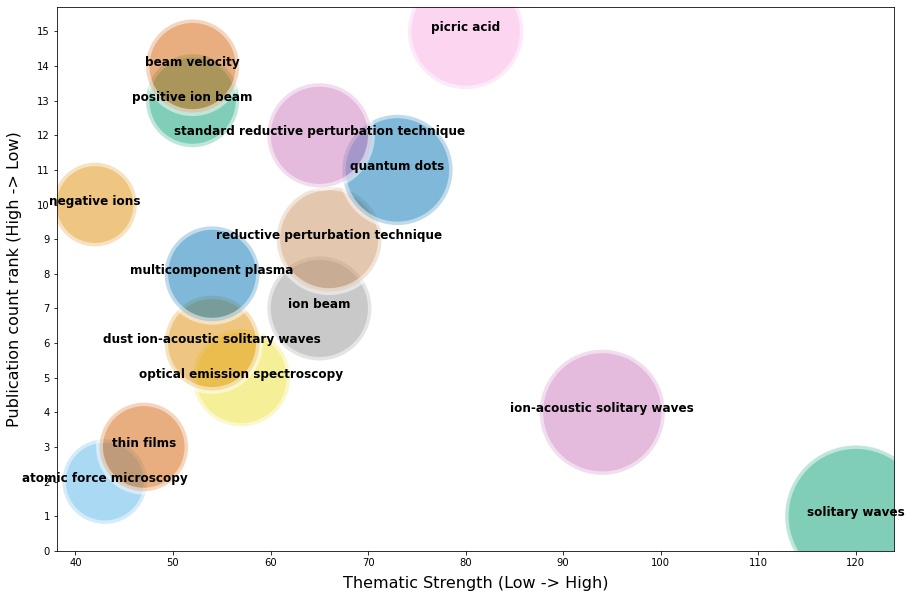 picric acid
beam velocity
positive ion beam
standard reductive perturbation technique
quantum dots
negative ions
reductive perturbation technique
multicomponent plasma
ion beam
dust ion-acoustic solitary waves
optical emission spectroscopy
ion-acoustic solitary waves
thin films
atomic force microscopy
solitary waves
15
14
13
12
11
10
9
8
7
6
5
4
3
2
1
0
40 50 60 70 80 90 100 110 120
Thematic Strength (Low -> High)
Publication count rank (High -> Low)